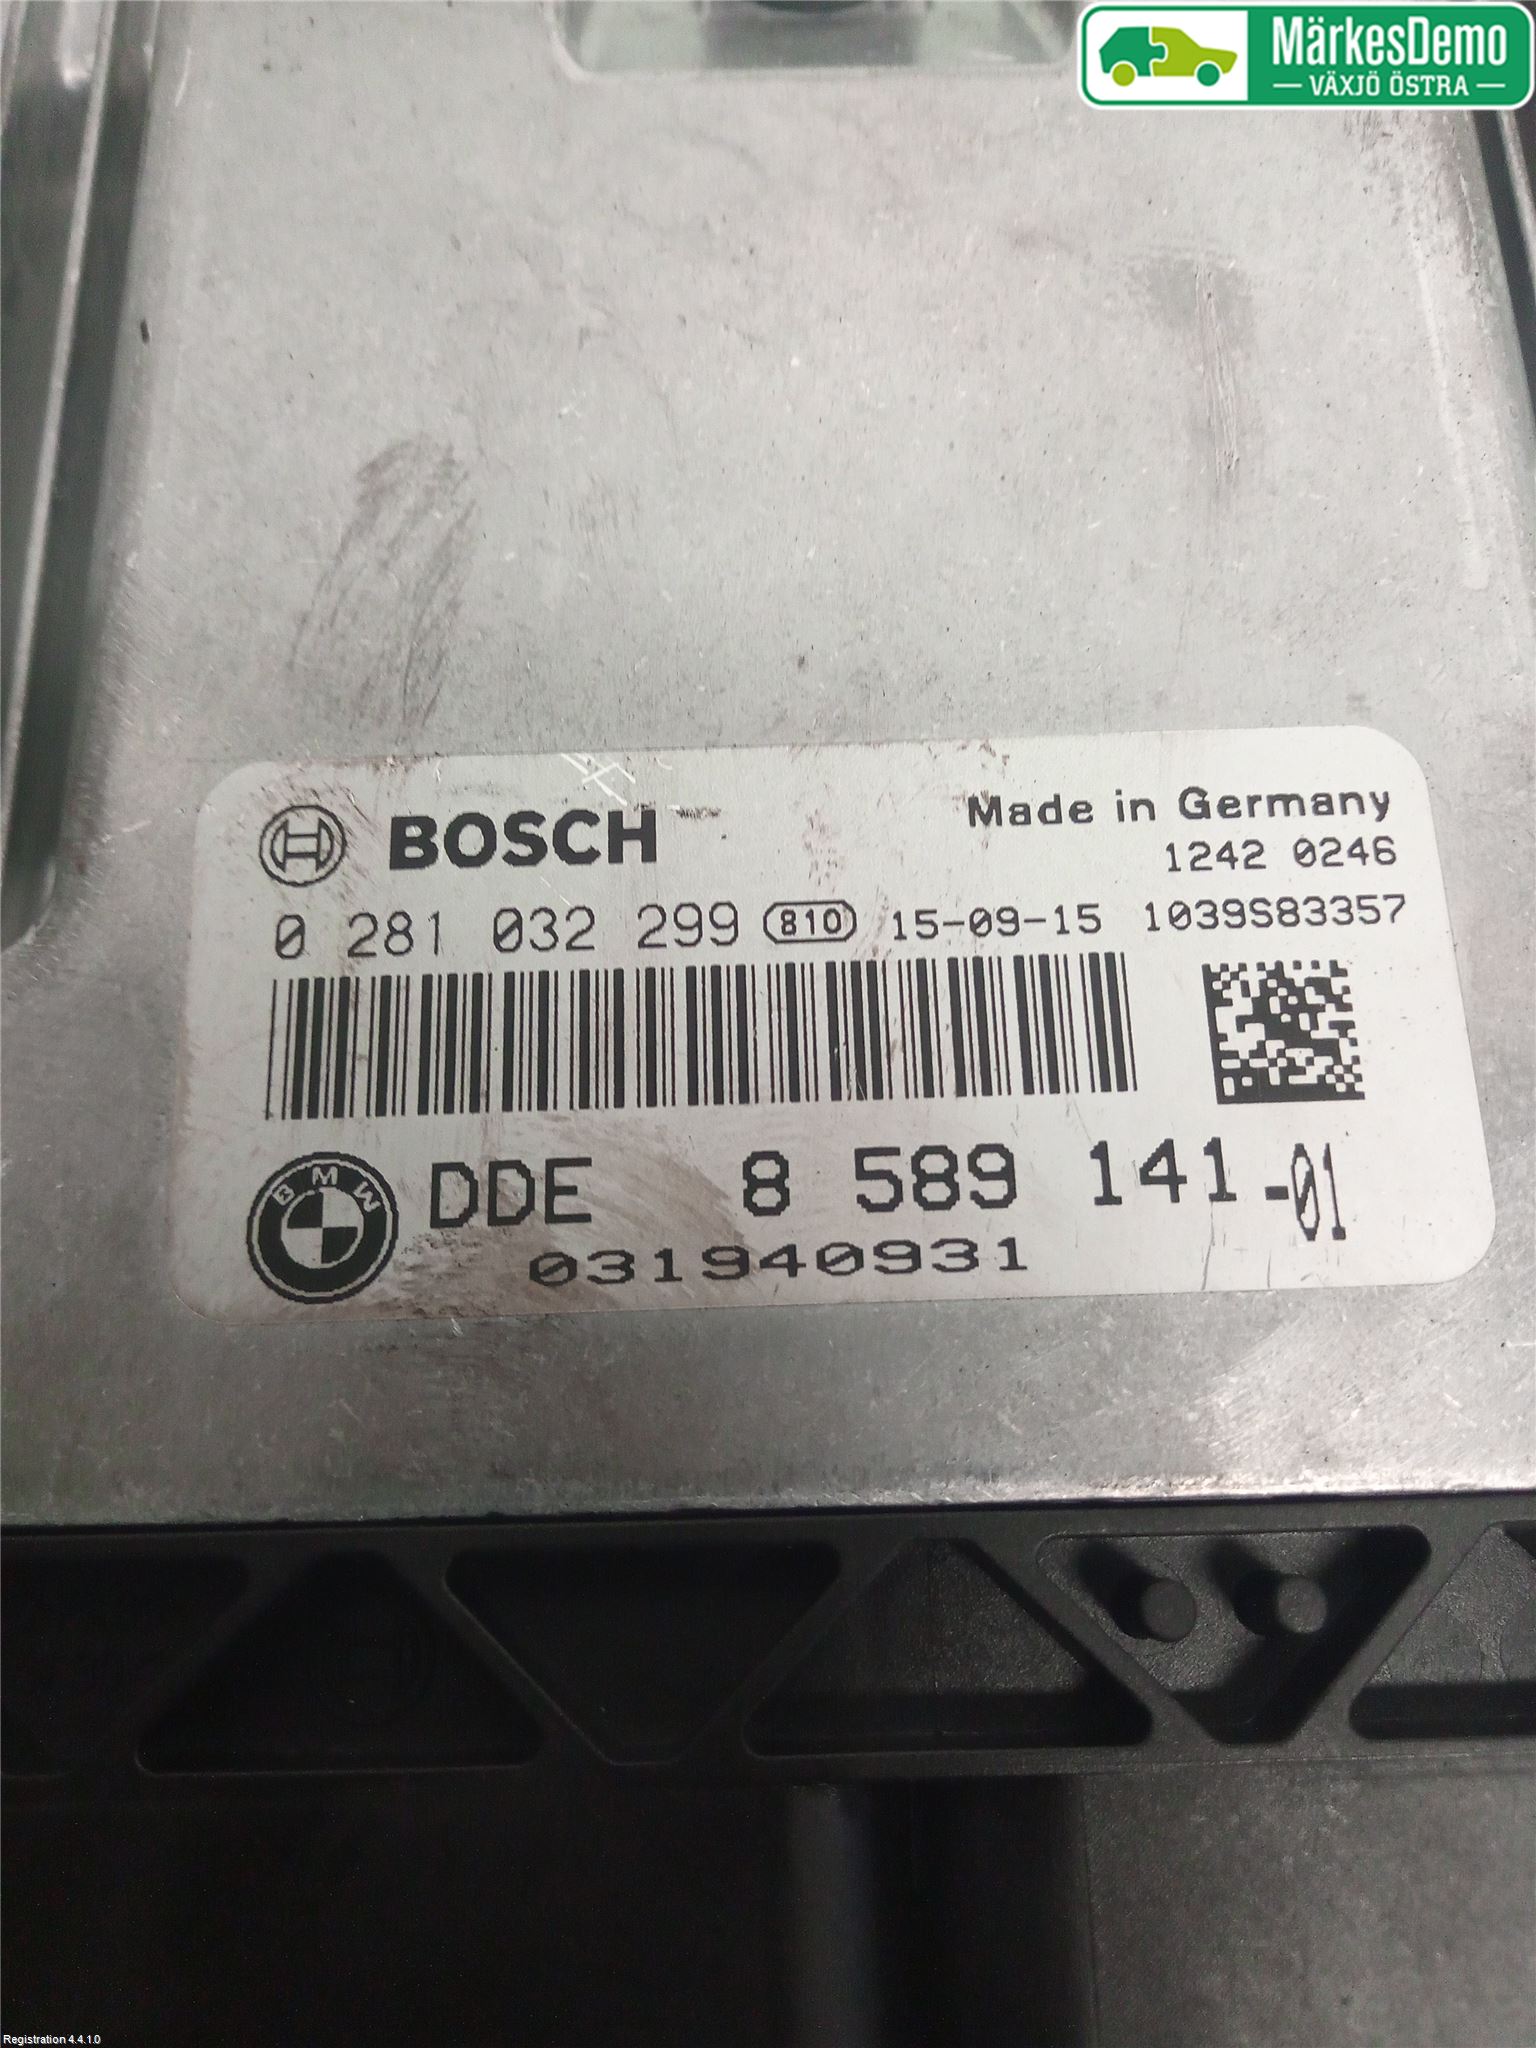 MärkesDemo
VÄXJÖ ÖSTRA
BOSCH
Made in Germany
1242 0246
0 281 032 299 810 15-09-15 1039S83357
BMW
DDE 8 589 141-01
031940931
Registration 4.4.1.0